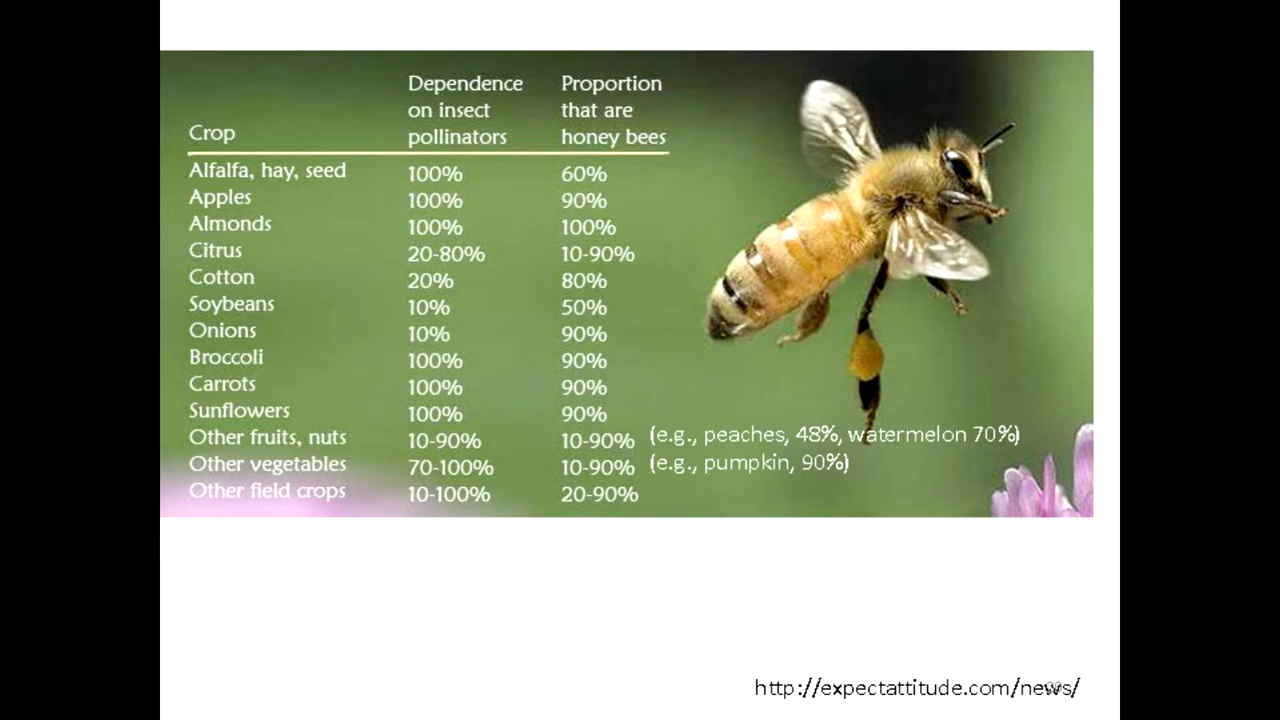 Crop Dependence on insect pollinators Proportion that are honey bees
Alfalfa, hay, seed 100% 60%
Apples 100% 90%
Almonds 100% 100%
Citrus 20-80% 10-90%
Cotton 20% 80%
Soybeans 10% 50%
Onions 10% 90%
Broccoli 100% 90%
Carrots 100% 90%
Sunflowers 100% 90%
Other fruits, nuts 10-90% 10-90% (e.g., peaches, 48%, watermelon 70%)
Other vegetables 70-100% 10-90% (e.g., pumpkin, 90%)
Other field crops 10-100% 20-90%
http://expectattitude.com/news/